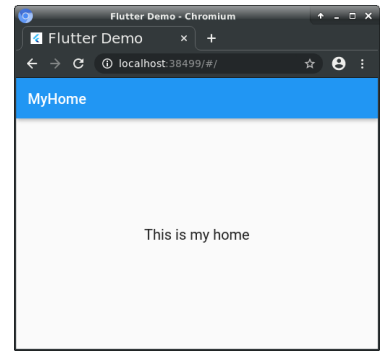 Flutter Demo - Chromium
Flutter Demo
localhost:38499/#/
MyHome
This is my home